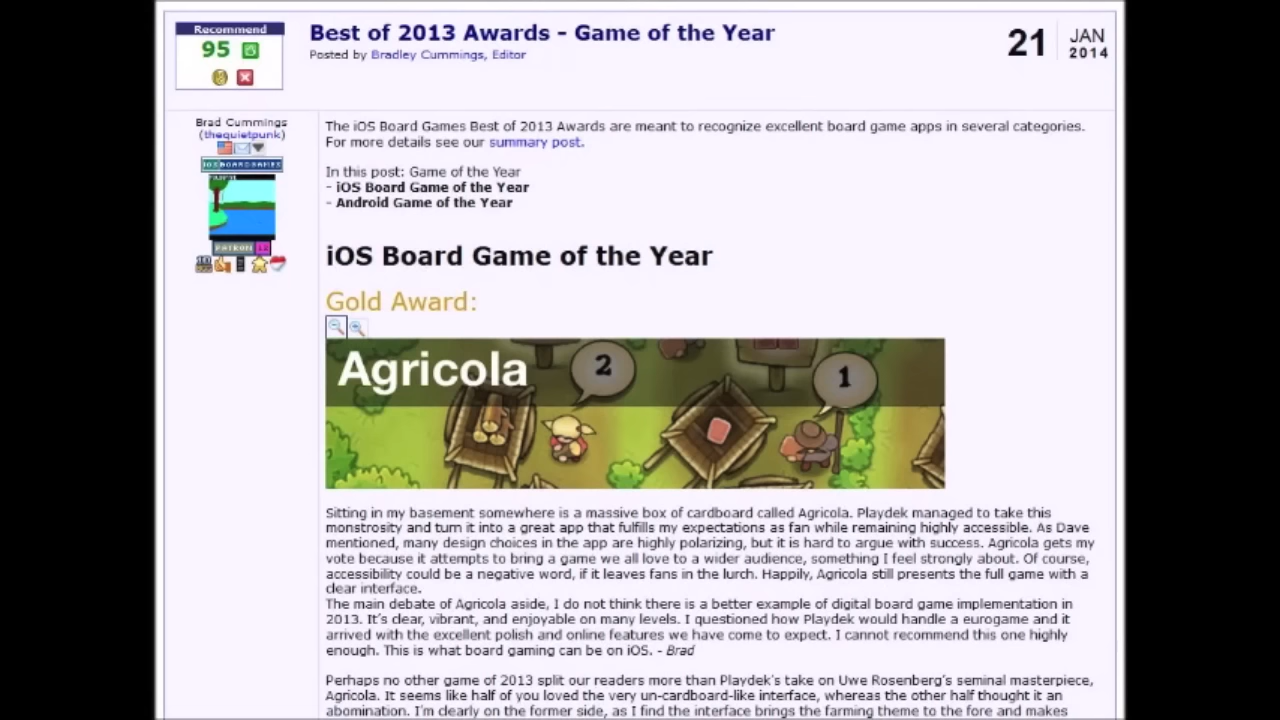 Recommend
95
Best of 2013 Awards - Game of the Year
Posted by Bradley Cummings, Editor
21 JAN 2014
Brad Cummings
(thequietpunk)
IOS BOARD GAMES
PATRON 12
The iOS Board Games Best of 2013 Awards are meant to recognize excellent board game apps in several categories.
For more details see our summary post.
In this post: Game of the Year
- iOS Board Game of the Year
- Android Game of the Year
iOS Board Game of the Year
Gold Award:
Agricola
2
1
Sitting in my basement somewhere is a massive box of cardboard called Agricola. Playdek managed to take this
monstrosity and turn it into a great app that fulfills my expectations as fan while remaining highly accessible. As Dave
mentioned, many design choices in the app are highly polarizing, but it is hard to argue with success. Agricola gets my
vote because it attempts to bring a game we all love to a wider audience, something I feel strongly about. Of course,
accessibility could be a negative word, if it leaves fans in the lurch. Happily, Agricola still presents the full game with a
clear interface.
The main debate of Agricola aside, I do not think there is a better example of digital board game implementation in
2013. It's clear, vibrant, and enjoyable on many levels. I questioned how Playdek would handle a eurogame and it
arrived with the excellent polish and online features we have come to expect. I cannot recommend this one highly
enough. This is what board gaming can be on iOS. - Brad
Perhaps no other game of 2013 split our readers more than Playdek's take on Uwe Rosenberg's seminal masterpiece,
Agricola. It seems like half of you loved the very un-cardboard-like interface, whereas the other half thought it an
abomination. I'm clearly on the former side, as I find the interface brings the farming theme to the fore and makes